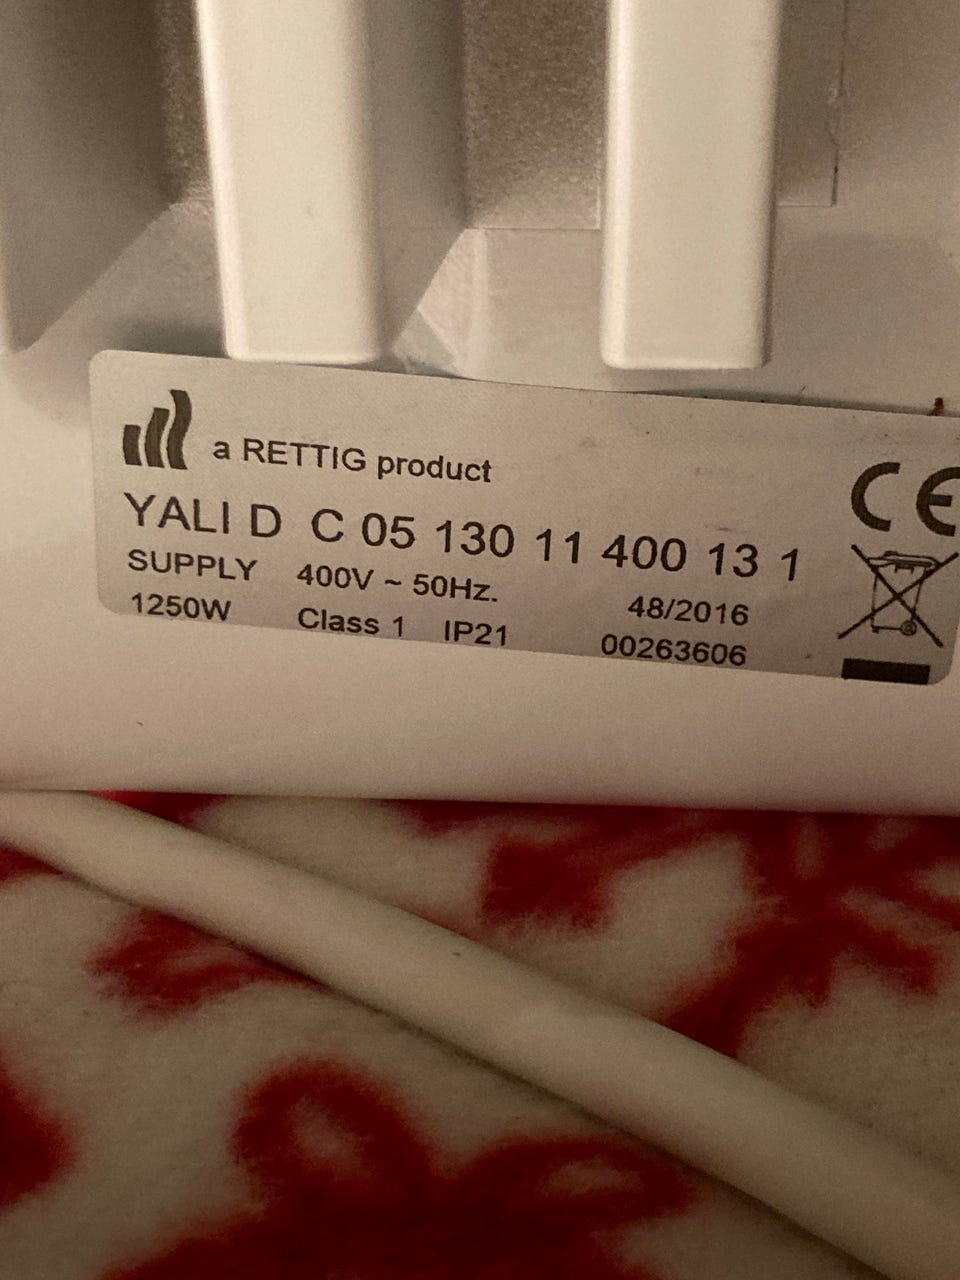 a RETTIG product
CE
YALI D C 05 130 11 400 13 1
SUPPLY 400V ~ 50Hz.
48/2016
1250W Class 1 IP21
00263606